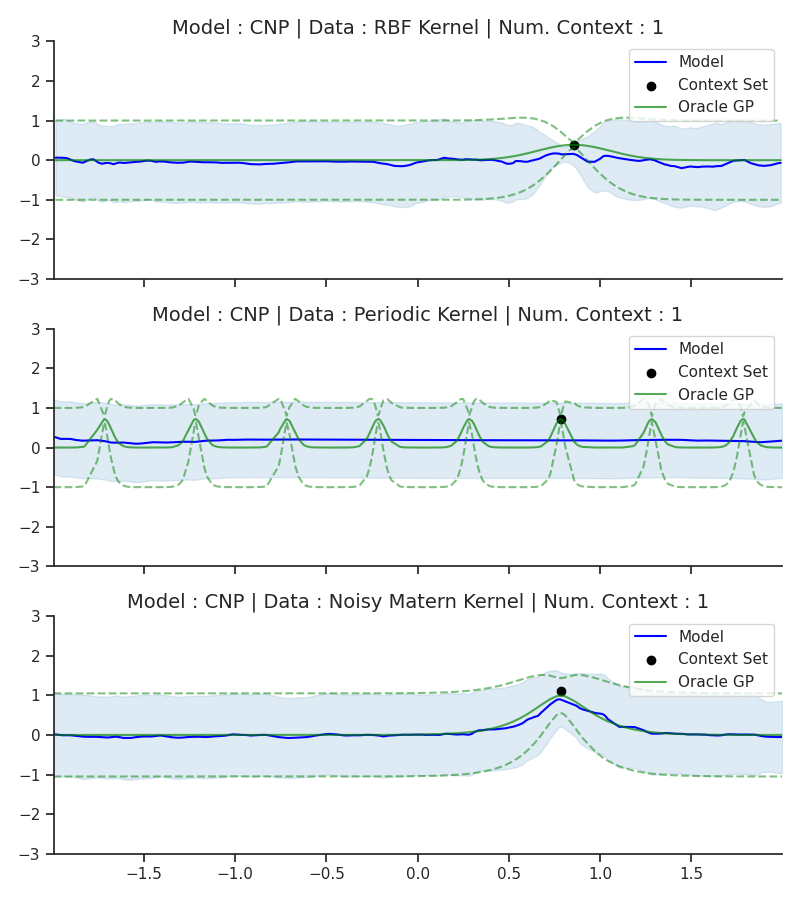 Model : CNP | Data : RBF Kernel | Num. Context : 1
3
2
1
0
−1
−2
−3
Model
Context Set
Oracle GP
Model : CNP | Data : Periodic Kernel | Num. Context : 1
3
2
1
0
−1
−2
−3
Model
Context Set
Oracle GP
Model : CNP | Data : Noisy Matern Kernel | Num. Context : 1
3
2
1
0
−1
−2
−3
Model
Context Set
Oracle GP
−1.5 −1.0 −0.5 0.0 0.5 1.0 1.5